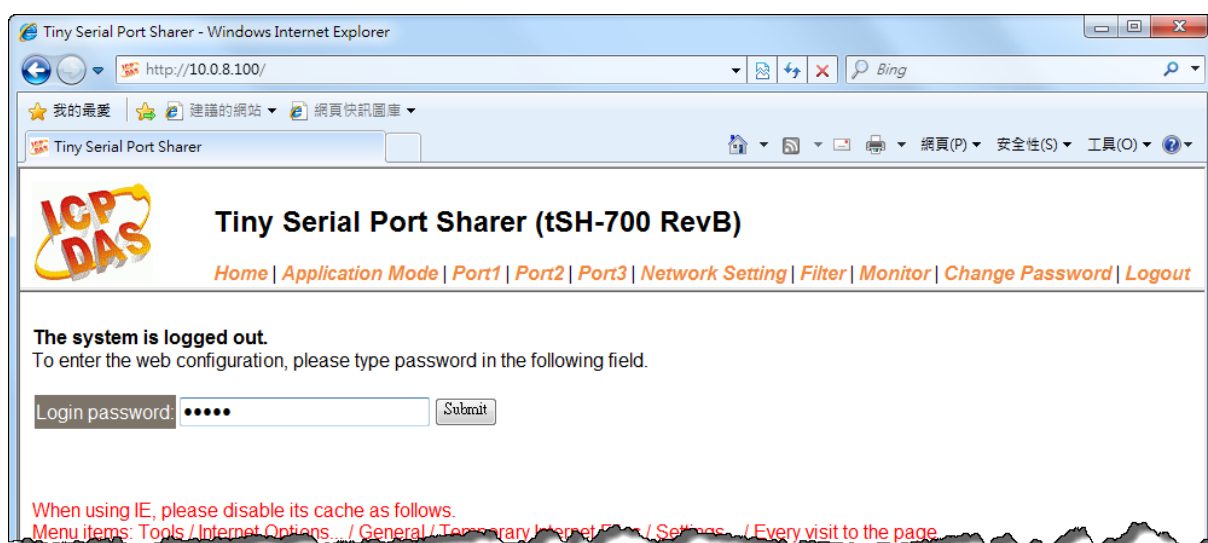 Tiny Serial Port Sharer - Windows Internet Explorer
http://10.0.8.100/
Bing
我的最愛
建議的網站
網頁快訊圖庫
Tiny Serial Port Sharer
網頁(P)
安全性(S)
工具(O)
ICP DAS
Tiny Serial Port Sharer (tSH-700 RevB)
Home | Application Mode | Port1 | Port2 | Port3 | Network Setting | Filter | Monitor | Change Password | Logout
The system is logged out.
To enter the web configuration, please type password in the following field.
Login password: ••••• Submit
When using IE, please disable its cache as follows.
Menu items: Tools / Internet Options... / General / Temporary Internet Files / Settings... / Every visit to the page